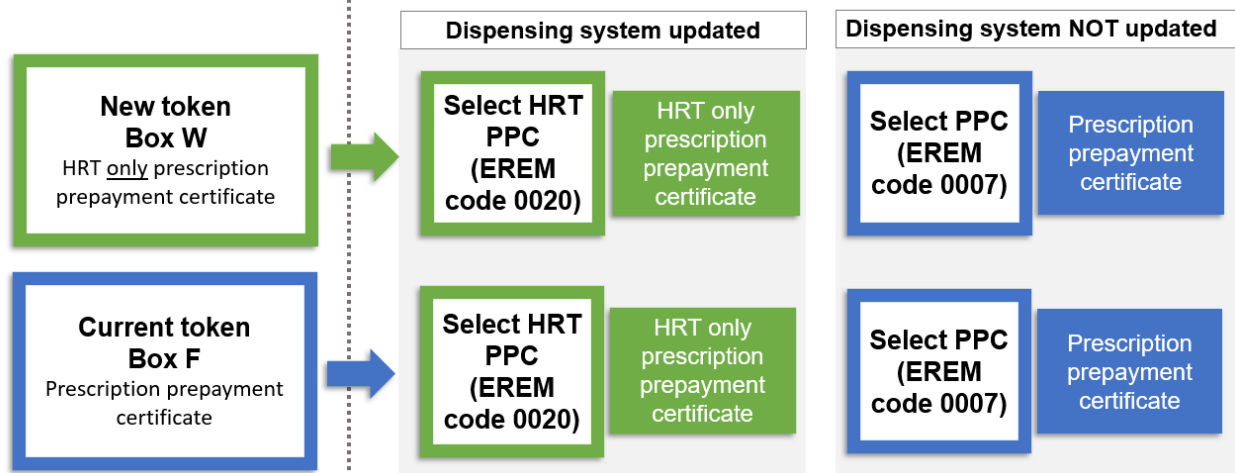 Dispensing system updated
Dispensing system NOT updated
New token
Box W
HRT only prescription
prepayment certificate
Select HRT
PPC
(EREM
code 0020)
HRT only
prescription
prepayment
certificate
Select PPC
(EREM
code 0007)
Prescription
prepayment
certificate
Current token
Box F
Prescription prepayment
certificate
Select HRT
PPC
(EREM
code 0020)
HRT only
prescription
prepayment
certificate
Select PPC
(EREM
code 0007)
Prescription
prepayment
certificate